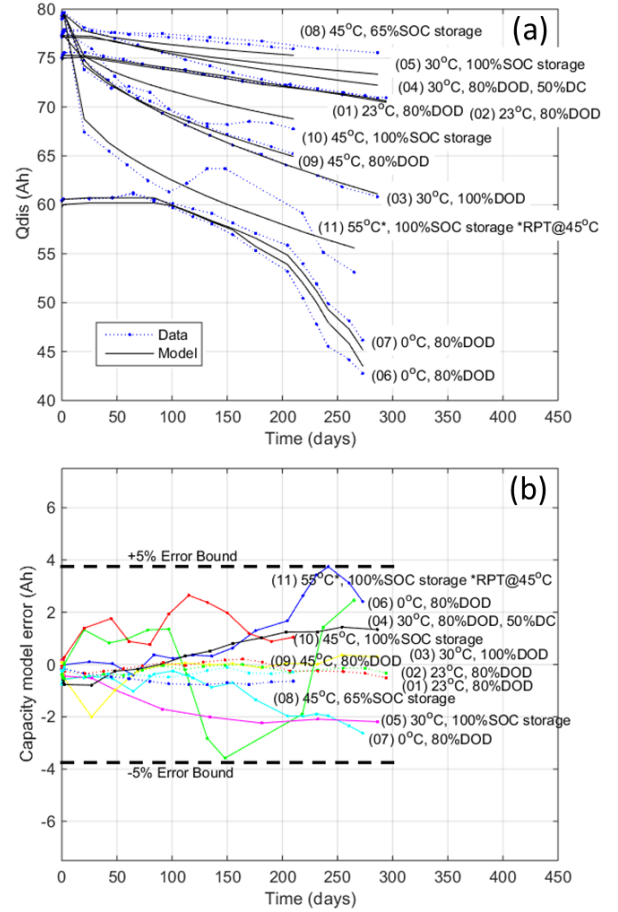 (a)
80
75
70
65
60
55
50
45
40
Qdis (Ah)
(08) 45°C, 65%SOC storage
(05) 30°C, 100%SOC storage
(04) 30°C, 80%DOD, 50%DC
(01) 23°C, 80%DOD (02) 23°C, 80%DOD
(10) 45°C, 100%SOC storage
(09) 45°C, 80%DOD
(03) 30°C, 100%DOD
(11) 55°C*, 100%SOC storage *RPT@45°C
Data
Model
(07) 0°C, 80%DOD
(06) 0°C, 80%DOD
0 50 100 150 200 250 300 350 400 450
Time (days)
(b)
6
4
2
0
-2
-4
-6
Capacity model error (Ah)
+5% Error Bound
(11) 55°C*, 100%SOC storage *RPT@45°C
(06) 0°C, 80%DOD
(04) 30°C, 80%DOD, 50%DC
(10) 45°C, 100%SOC storage
(03) 30°C, 100%DOD
(09) 45°C, 80%DOD
(02) 23°C, 80%DOD
(01) 23°C, 80%DOD
(08) 45°C, 65%SOC storage
(05) 30°C, 100%SOC storage
(07) 0°C, 80%DOD
-5% Error Bound
0 50 100 150 200 250 300 350 400 450
Time (days)